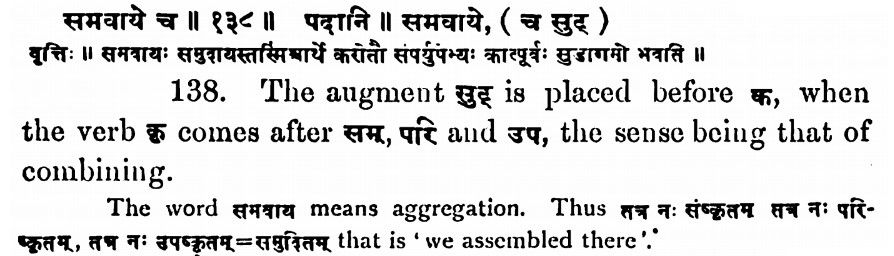 समवाये च ॥ १३८ ॥ पदानि ॥ समवाये, ( च सुट् )
वृत्तिः ॥ समवायः समुदायस्तस्मिंश्चार्थे करोतौ संपर्युपेभ्यः कात्पूर्वः सुडागमो भवति ॥
138. The augment सुट् is placed before क, when
the verb कृ comes after सम्, परि and उप, the sense being that of
combining.
The word समवाय means aggregation. Thus तत्र नः संष्कृतम् तत्र नः परि-
ष्कृतम्, तत्र नः उपष्कृतम्=समुदितम् that is ‘we assembled there’.